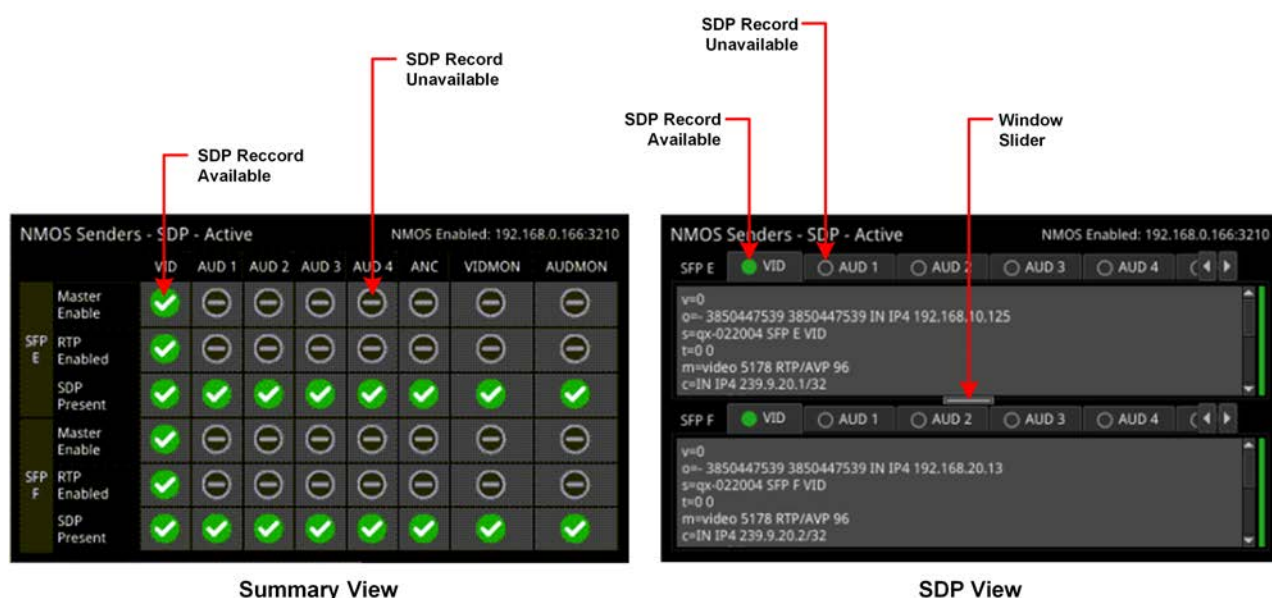 SDP Record
Unavailable
SDP Reccord
Available
NMOS Senders - SDP - Active
NMOS Enabled: 192.168.0.166:3210
VID AUD 1 AUD 2 AUD 3 AUD 4 ANC VIDMON AUDMON
SFP
E
Master
Enable
RTP
Enabled
SDP
Present
SFP
F
Master
Enable
RTP
Enabled
SDP
Present
Summary View
SDP Record
Unavailable
SDP Record
Available
Window
Slider
NMOS Senders - SDP - Active
NMOS Enabled: 192.168.0.166:3210
SFP E VID AUD 1 AUD 2 AUD 3 AUD 4
v=0
o=- 3850447539 3850447539 IN IP4 192.168.10.125
s=qx-022004 SFP E VID
t=0 0
m=video 5178 RTP/AVP 96
c=IN IP4 239.9.20.1/32
SFP F VID AUD 1 AUD 2 AUD 3 AUD 4
v=0
o=- 3850447539 3850447539 IN IP4 192.168.20.13
s=qx-022004 SFP F VID
t=0 0
m=video 5178 RTP/AVP 96
c=IN IP4 239.9.20.2/32
SDP View